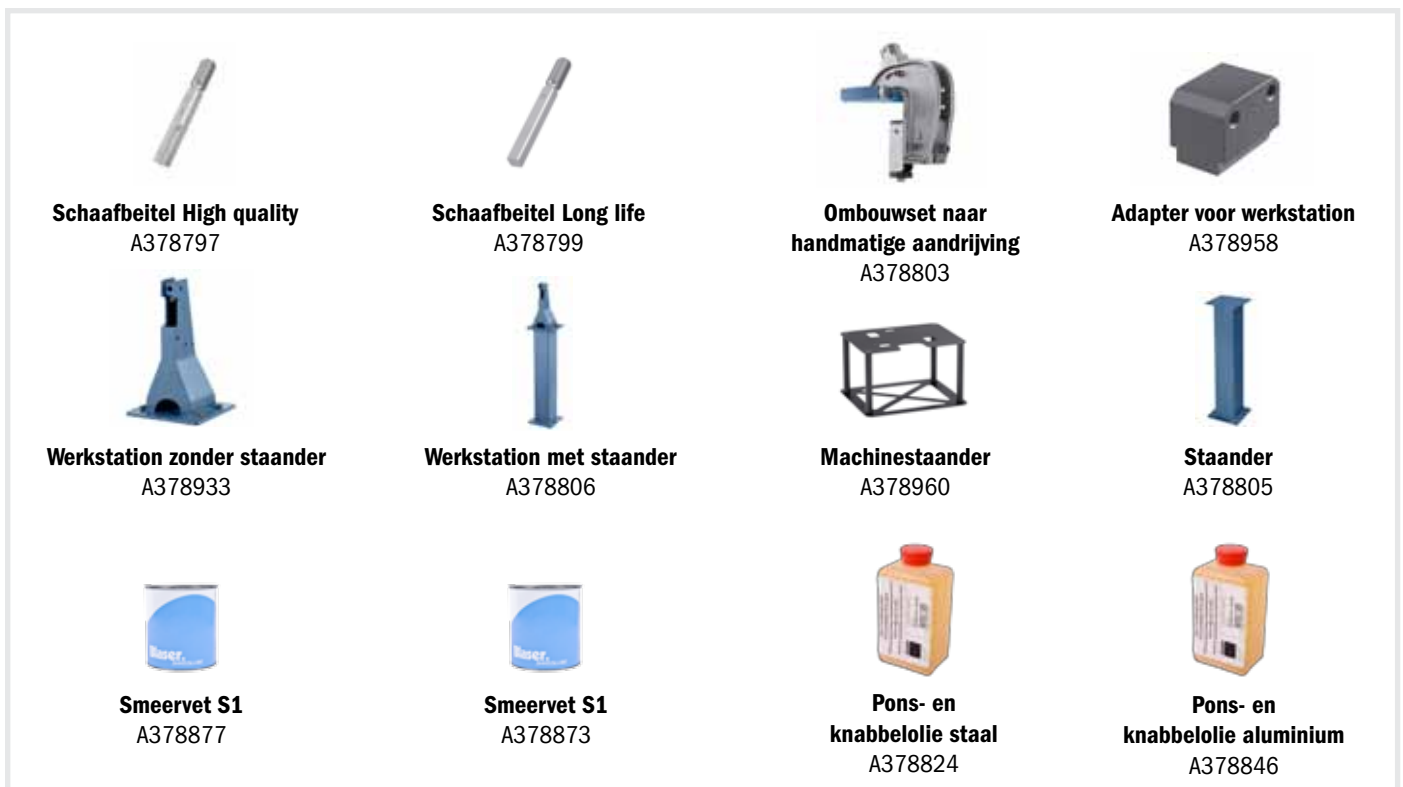 Schaafbeitel High quality
A378797
Schaafbeitel Long life
A378799
Ombouwset naar
handmatige aandrijving
A378803
Adapter voor werkstation
A378958
Werkstation zonder staander
A378933
Werkstation met staander
A378806
Machinestaander
A378960
Staander
A378805
Blaser.
Smeervet S1
A378877
Blaser.
Smeervet S1
A378873
Pons- en
knabbelolie staal
A378824
Pons- en
knabbelolie aluminium
A378846